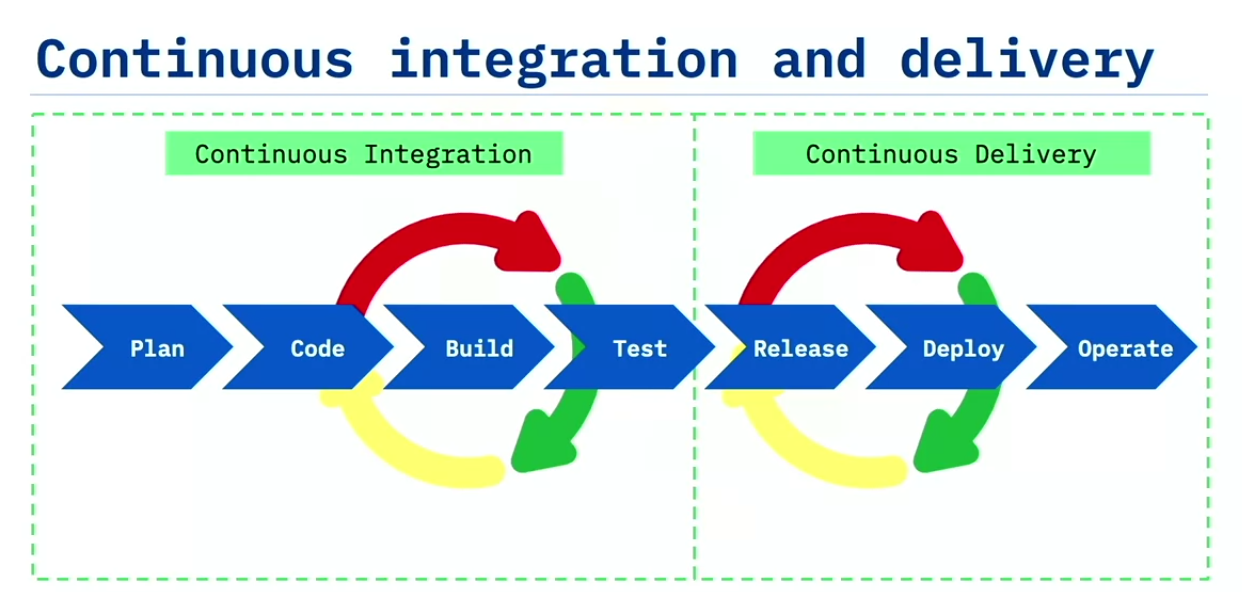 Continuous integration and delivery
Continuous Integration
Continuous Delivery
Plan
Code
Build
Test
Release
Deploy
Operate